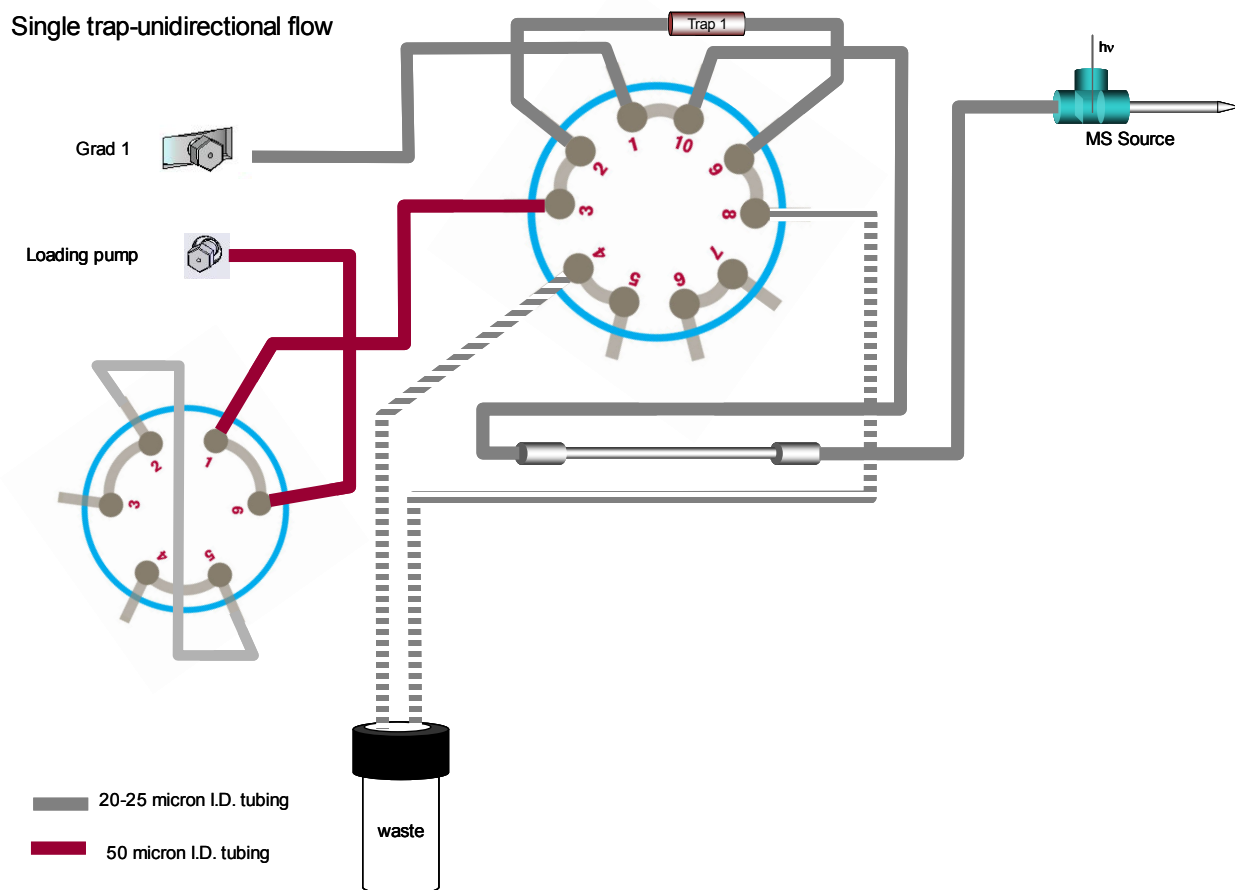 Single trap-unidirectional flow
Trap 1
hν
Grad 1
MS Source
1
10
2
9
3
8
4
7
5
6
Loading pump
2
1
3
6
4
5
20-25 micron I.D. tubing
50 micron I.D. tubing
waste